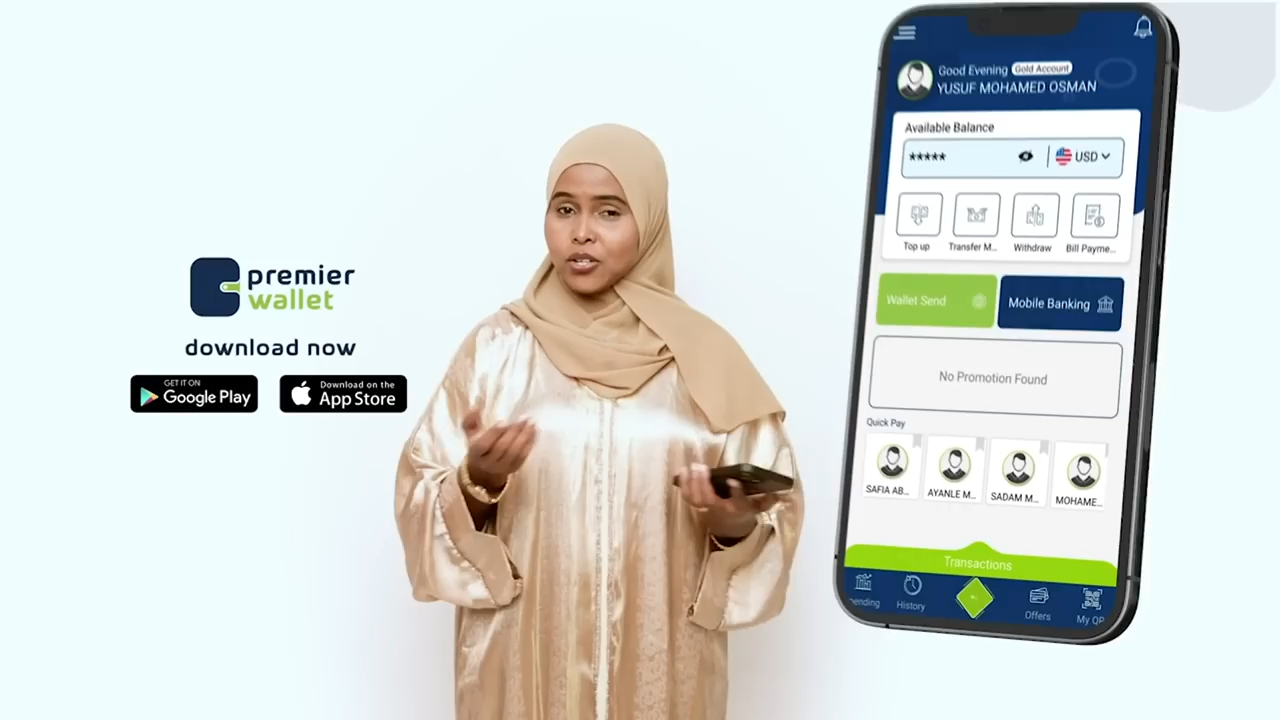 premier
wallet
download now
GET IT ON
Google Play
Download on the
App Store
Good Evening Gold Account
YUSUF MOHAMED OSMAN
Available Balance
*****
USD
Top up
Transfer M...
Withdraw
Bill Payme...
Wallet Send
Mobile Banking
No Promotion Found
Quick Pay
SAFIA AB...
AYANLE M...
SADAM M...
MOHAME...
Transactions
ending
History
Offers
My QR